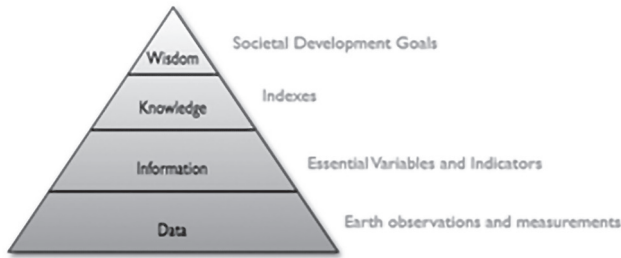 Wisdom
Societal Development Goals
Knowledge
Indexes
Information
Essential Variables and Indicators
Data
Earth observations and measurements